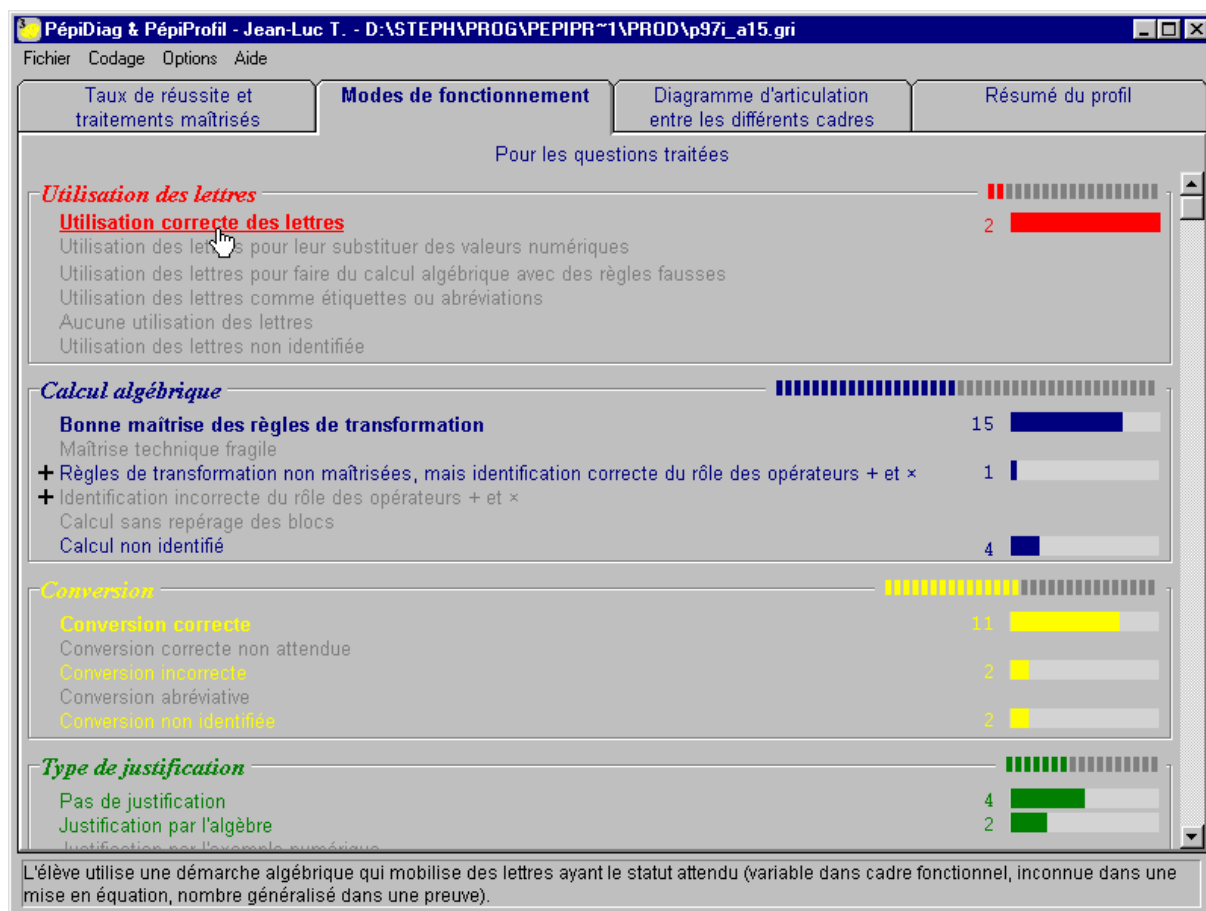 PépiDiag & PépiProfil - Jean-Luc T. - D:\STEPH\PROG\PEPIPR~1\PROD\p97i_a15.gri
Fichier Codage Options Aide
Taux de réussite et traitements maîtrisés
Modes de fonctionnement
Diagramme d'articulation entre les différents cadres
Résumé du profil
Pour les questions traitées
Utilisation des lettres
Utilisation correcte des lettres 2
Utilisation des lettres pour leur substituer des valeurs numériques
Utilisation des lettres pour faire du calcul algébrique avec des règles fausses
Utilisation des lettres comme étiquettes ou abréviations
Aucune utilisation des lettres
Utilisation des lettres non identifiée
Calcul algébrique
Bonne maîtrise des règles de transformation 15
Maîtrise technique fragile
+ Règles de transformation non maîtrisées, mais identification correcte du rôle des opérateurs + et × 1
+ Identification incorrecte du rôle des opérateurs + et ×
Calcul sans repérage des blocs
Calcul non identifié 4
Conversion
Conversion correcte 11
Conversion correcte non attendue
Conversion incorrecte 2
Conversion abréviative
Conversion non identifiée 2
Type de justification
Pas de justification 4
Justification par l'algèbre 2
Justification par l'exemple numérique
L'élève utilise une démarche algébrique qui mobilise des lettres ayant le statut attendu (variable dans cadre fonctionnel, inconnue dans une
mise en équation, nombre généralisé dans une preuve).